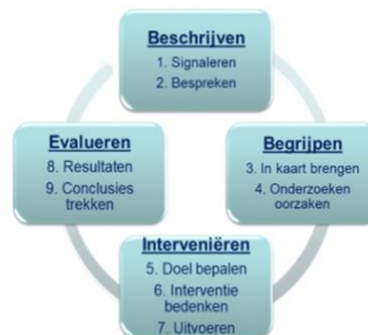 Beschrijven
1. Signaleren
2. Bespreken
Begrijpen
3. In kaart brengen
4. Onderzoeken
oorzaken
Interveniëren
5. Doel bepalen
6. Interventie
bedenken
7. Uitvoeren
Evalueren
8. Resultaten
9. Conclusies
trekken